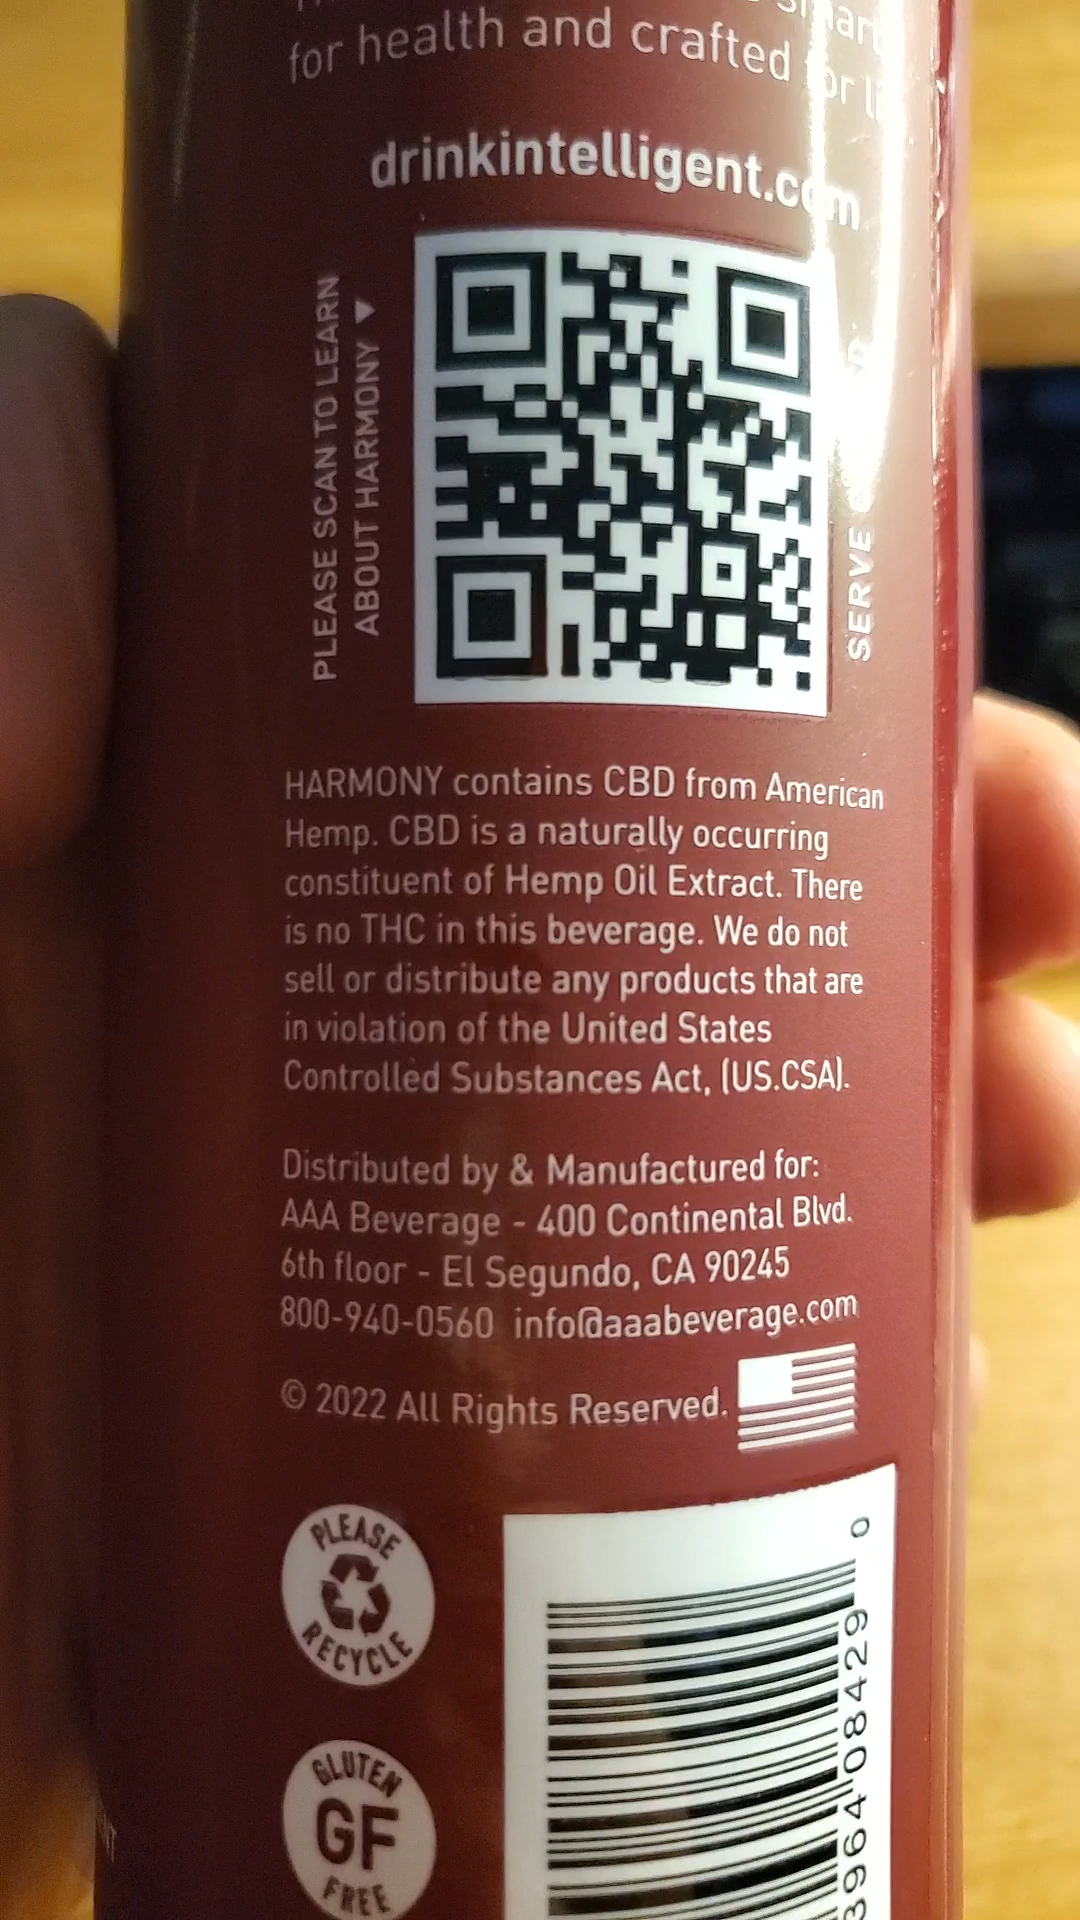 for health and crafted for
drinkintelligent.com
PLEASE SCAN TO LEARN
ABOUT HARMONY ▼
SERVE
HARMONY contains CBD from American
Hemp. CBD is a naturally occurring
constituent of Hemp Oil Extract. There
is no THC in this beverage. We do not
sell or distribute any products that are
in violation of the United States
Controlled Substances Act, (US.CSA).
Distributed by & Manufactured for:
AAA Beverage - 400 Continental Blvd.
6th floor - El Segundo, CA 90245
800-940-0560 info@aaabeverage.com
© 2022 All Rights Reserved.
PLEASE
RECYCLE
GLUTEN
GF
FREE
3964 08429 0